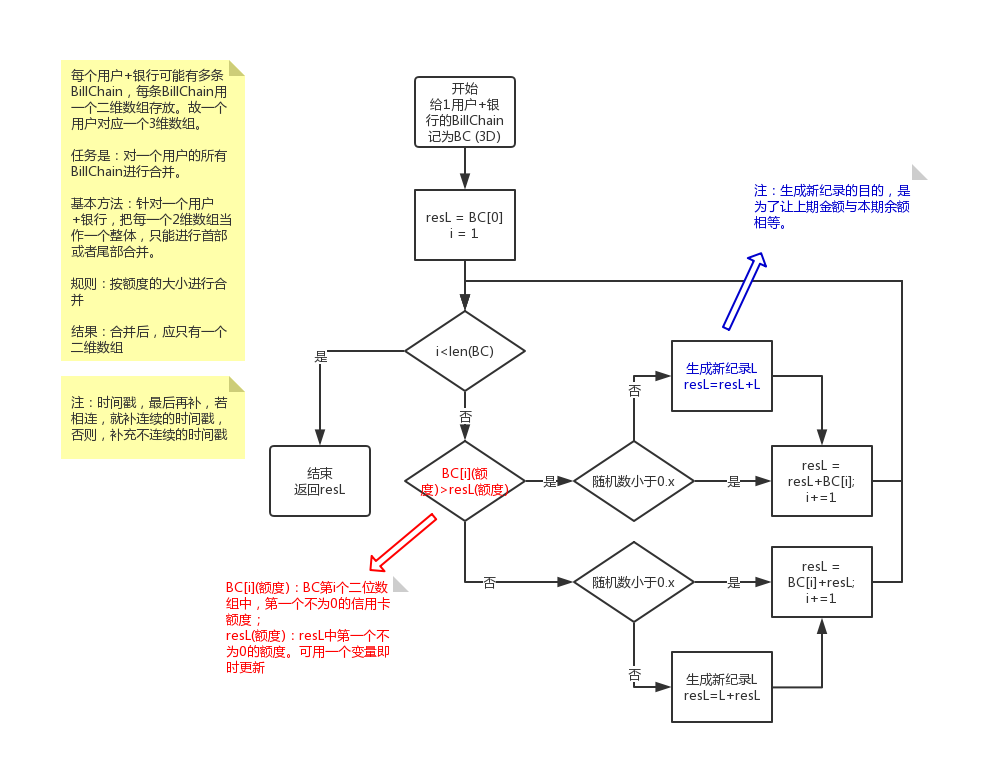 每个用户+银行可能有多条
BillChain，每条BillChain用
一个二维数组存放。故一个
用户对应一个3维数组。
任务是：对一个用户的所有
BillChain进行合并。
基本方法：针对一个用户
+银行，把每一个2维数组当
作一个整体，只能进行首部
或者尾部合并。
规则：按额度的大小进行合
并
结果：合并后，应只有一个
二维数组
注：时间戳，最后再补，若
相连，就补连续的时间戳，
否则，补充不连续的时间戳
开始
给1用户+银
行的BillChain
记为BC (3D)
resL = BC[0]
i = 1
注：生成新纪录的目的，是
为了让上期金额与本期余额
相等。
i<len(BC)
是
否
结束
返回resL
BC[i](额
度)>resL(额度)
是
随机数小于0.x
否
生成新纪录L
resL=resL+L
是
resL =
resL+BC[i];
i+=1
否
随机数小于0.x
是
resL =
BC[i]+resL;
i+=1
否
生成新纪录L
resL=L+resL
BC[i](额度)：BC第i个二位数
组中，第一个不为0的信用卡
额度；
resL(额度)：resL中第一个不
为0的额度。可用一个变量即
时更新